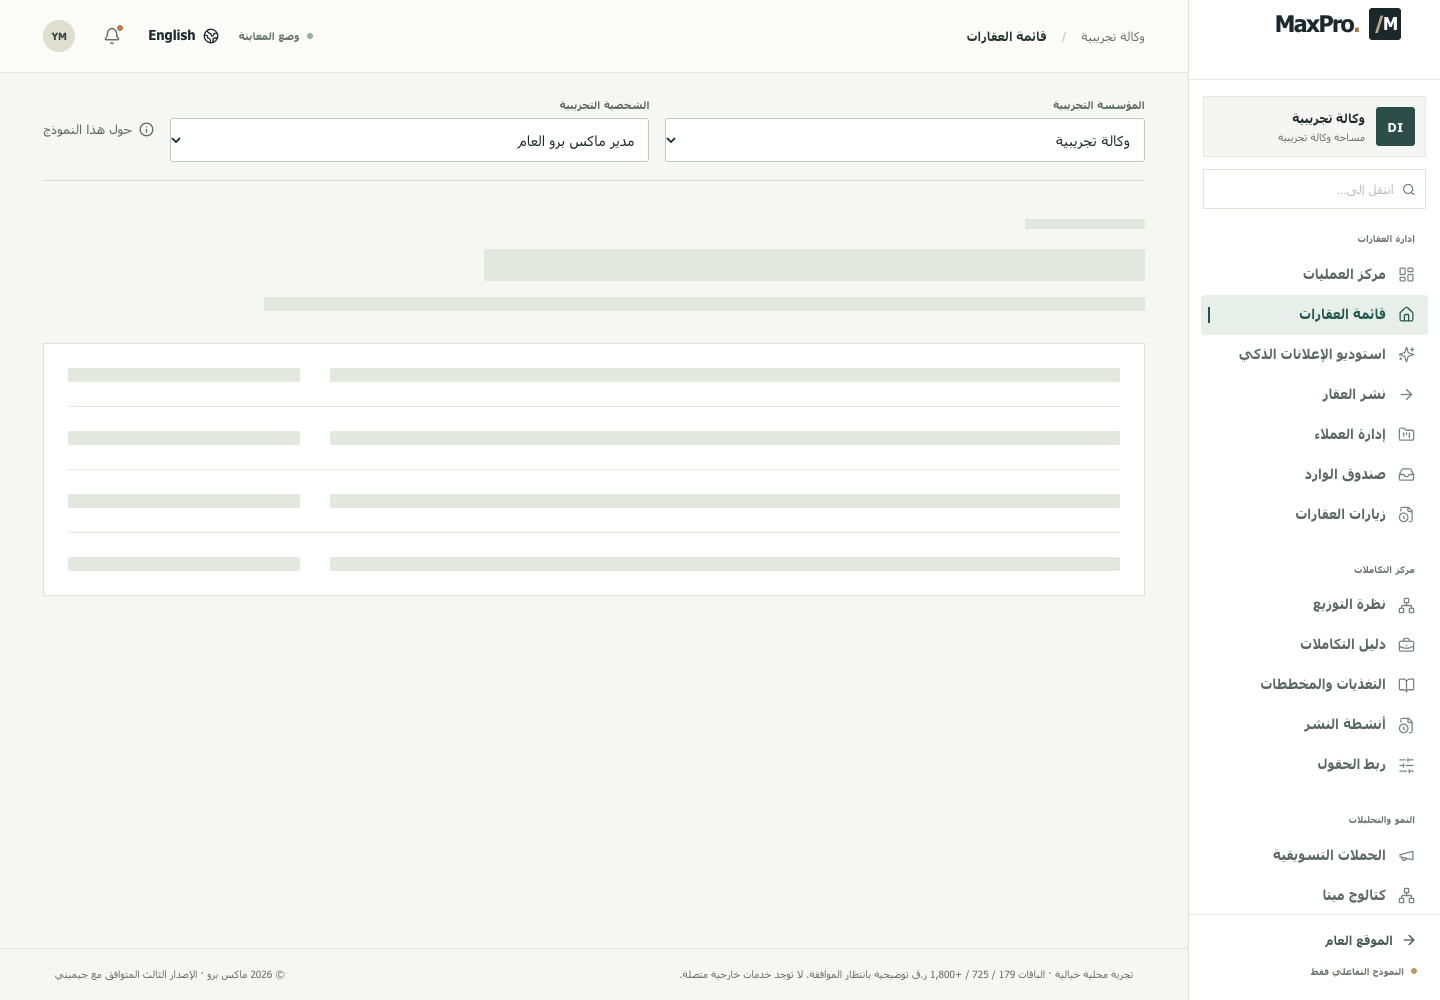 MaxPro.
/M
وكالة تجريبية
/
قائمة العقارات
وضع المعاينة
English
YM
DI
وكالة تجريبية
مساحة وكالة تجريبية
انتقل إلى...
إدارة العقارات
مركز العمليات
قائمة العقارات
استوديو الإعلانات الذكي
نشر العقار
إدارة العملاء
صندوق الوارد
زيارات العقارات
مركز التكاملات
نظرة التوزيع
دليل التكاملات
التغذيات والمخططات
أنشطة النشر
ربط الحقول
النمو والتحليلات
الحملات التسويقية
كتالوج ميتا
الموقع العام
النموذج التفاعلي فقط
المؤسسة التجريبية
وكالة تجريبية
الشخصية التجريبية
مدير ماكس برو العام
حول هذا النموذج
تجربة محلية خيالية · الباقات 179 / 725 / +1,800 ر.ق توضيحية بانتظار الموافقة. لا توجد خدمات خارجية متصلة.
© 2026 ماكس برو · الإصدار الثالث المتوافق مع جيميني